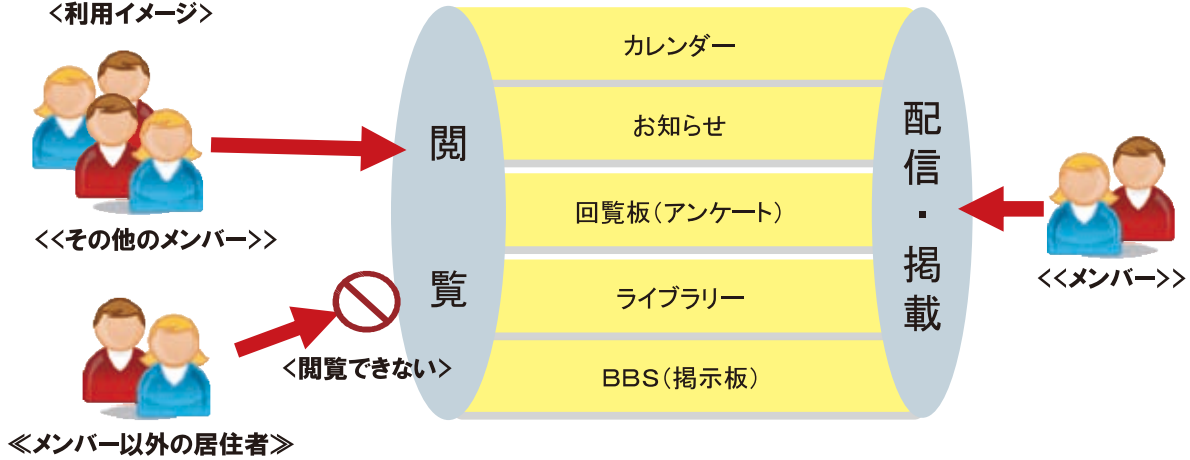 <利用イメージ>
<<その他のメンバー>>
<閲覧できない>
≪メンバー以外の居住者≫
閲覧
カレンダー
お知らせ
回覧板(アンケート)
ライブラリー
BBS(掲示板)
配信・掲載
<<メンバー>>